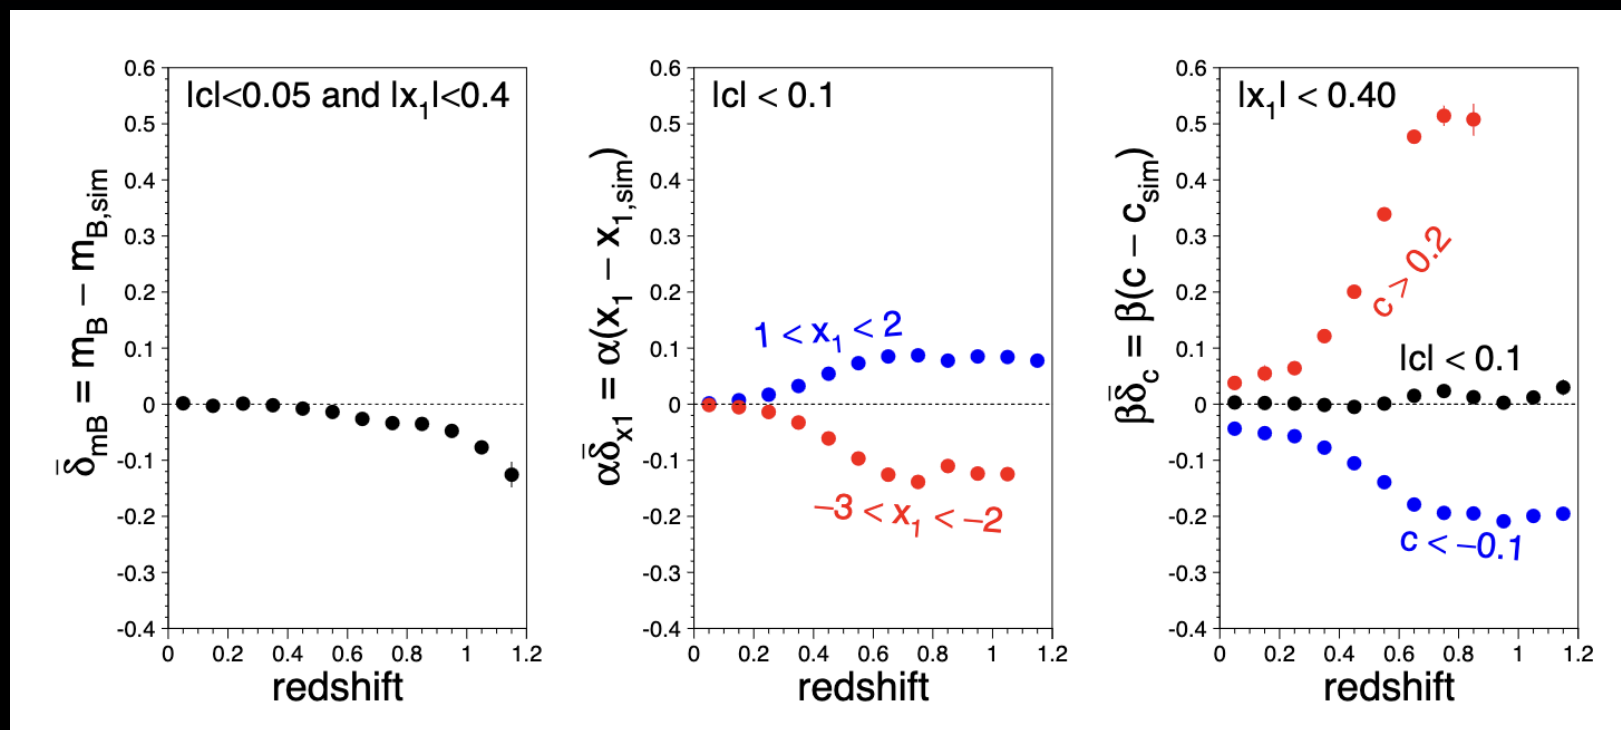 |c|<0.05 and |x₁|<0.4
δ̄mB = mB − mB,sim
0.6
0.5
0.4
0.3
0.2
0.1
0
-0.1
-0.2
-0.3
-0.4
0 0.2 0.4 0.6 0.8 1 1.2
redshift
|c| < 0.1
αδ̄x1 = α(x₁ − x₁,sim)
0.6
0.5
0.4
0.3
0.2
0.1
0
-0.1
-0.2
-0.3
-0.4
1 < x₁ < 2
−3 < x₁ < −2
0 0.2 0.4 0.6 0.8 1 1.2
redshift
|x₁| < 0.40
βδ̄c = β(c − csim)
0.6
0.5
0.4
0.3
0.2
0.1
0
-0.1
-0.2
-0.3
-0.4
c > 0.2
|c| < 0.1
c < −0.1
0 0.2 0.4 0.6 0.8 1 1.2
redshift